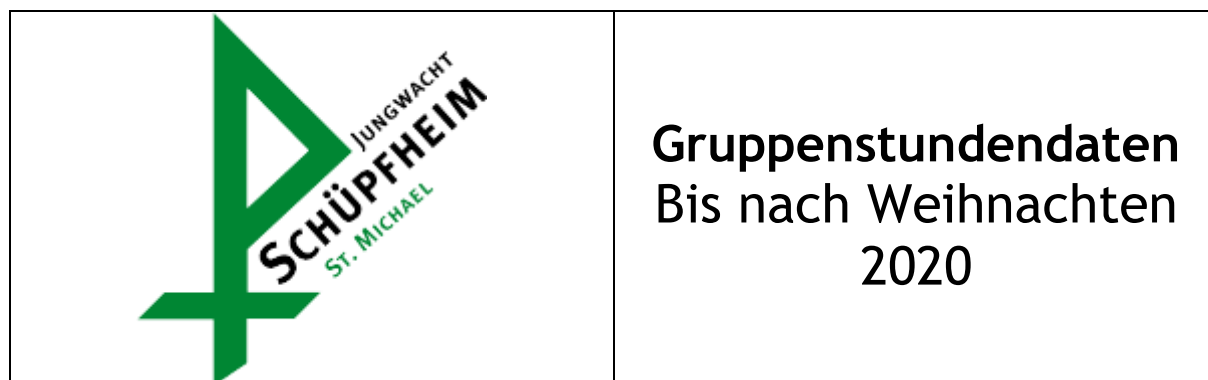 JUNGWACHT
SCHÜPFHEIM
ST. MICHAEL
Gruppenstundendaten
Bis nach Weihnachten
2020